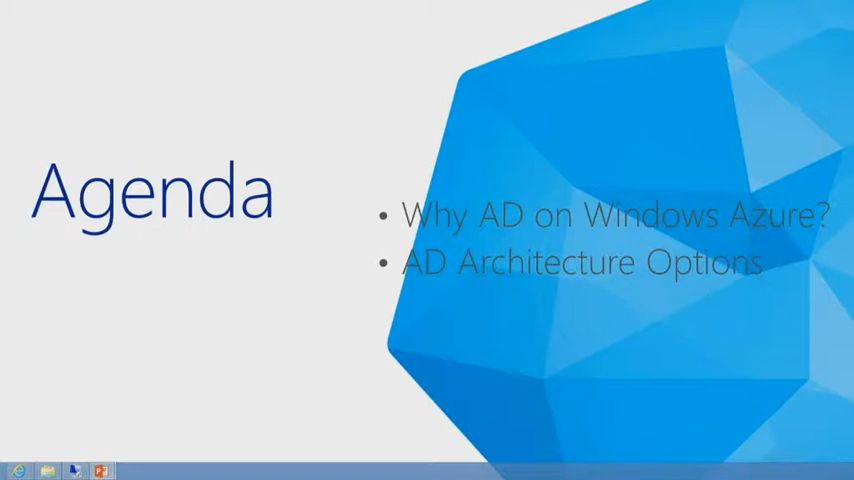 Agenda
• Why AD on Windows Azure?
• AD Architecture Options